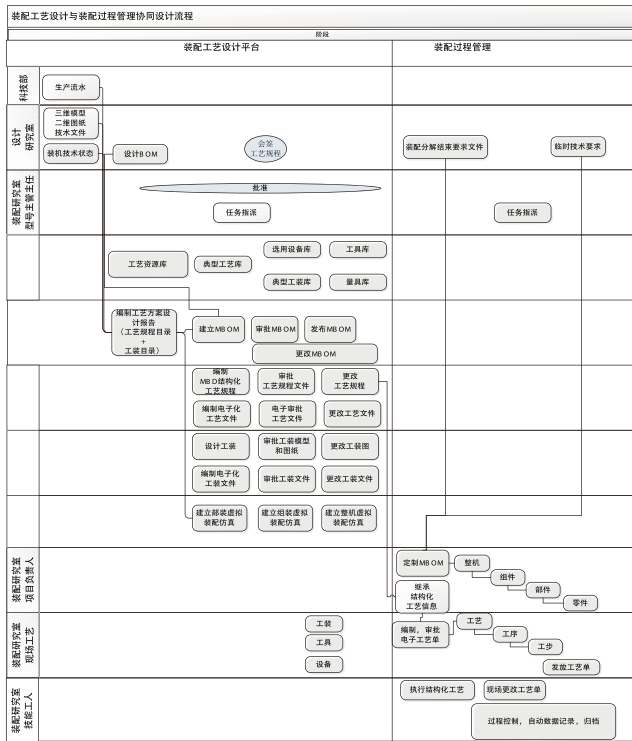 装配工艺设计与装配过程管理协同设计流程
阶段
装配工艺设计平台
装配过程管理
科技部
生产流水
设计
研究室
三维模型
二维图纸
技术文件
装机技术状态
设计BOM
会签
工艺规程
装配分解结束要求文件
临时技术要求
装配研究室
型号主管主任
批准
任务指派
任务指派
工艺资源库
典型工艺库
选用设备库
工具库
典型工装库
量具库
编制工艺方案设
计报告
（工艺规程目录
+
工装目录）
建立MBOM
审批MBOM
发布MBOM
更改MBOM
编制
MBD结构化
工艺规程
审批
工艺规程文件
更改
工艺规程
编制电子化
工艺文件
电子审批
工艺文件
更改工艺文件
设计工装
审批工装模型
和图纸
更改工装图
编制电子化
工装文件
审批工装文件
更改工装文件
建立部装虚拟
装配仿真
建立组装虚拟
装配仿真
建立整机虚拟
装配仿真
装配研究室
项目负责人
定制MBOM
整机
组件
部件
零件
继承
结构化
工艺信息
装配研究室
现场工艺
工装
工具
设备
编制，审批
电子工艺单
工艺
工序
工步
发放工艺单
装配研究室
技能工人
执行结构化工艺
现场更改工艺单
过程控制，自动数据记录，归档